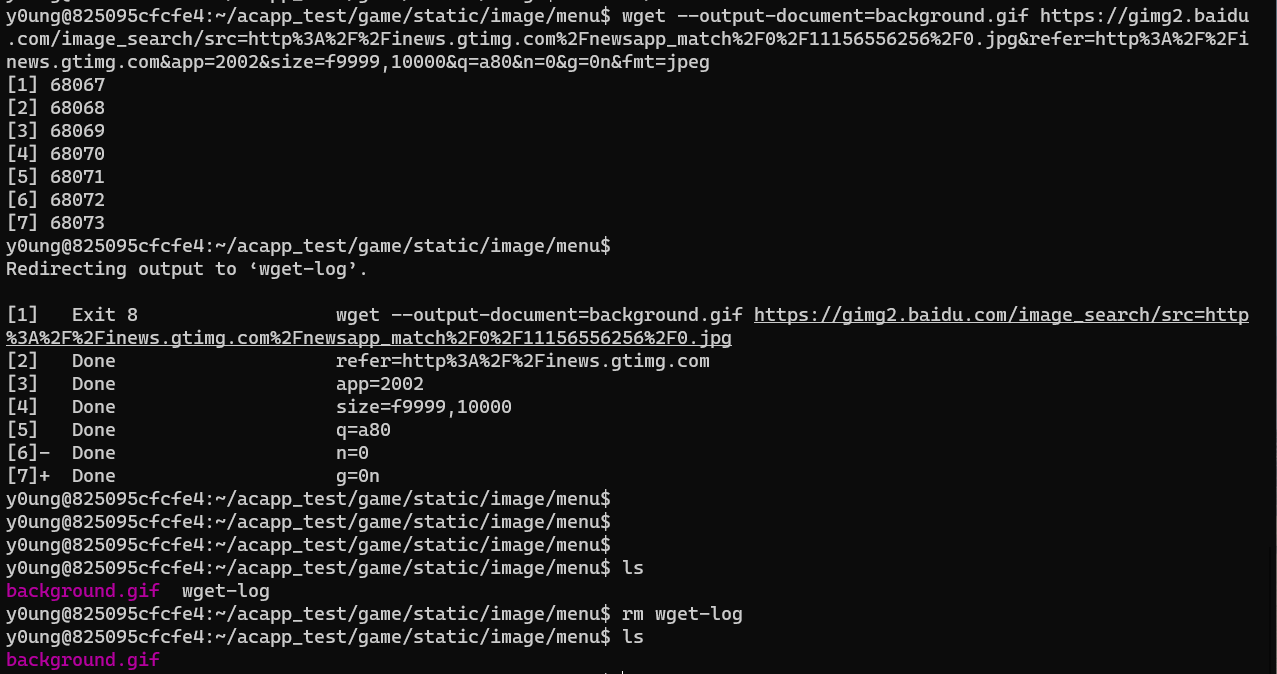 y0ung@825095cfcfe4:~/acapp_test/game/static/image/menu$ wget --output-document=background.gif https://gimg2.baidu
.com/image_search/src=http%3A%2F%2Finews.gtimg.com%2Fnewsapp_match%2F0%2F11156556256%2F0.jpg&refer=http%3A%2F%2Fi
news.gtimg.com&app=2002&size=f9999,10000&q=a80&n=0&g=0n&fmt=jpeg
[1] 68067
[2] 68068
[3] 68069
[4] 68070
[5] 68071
[6] 68072
[7] 68073
y0ung@825095cfcfe4:~/acapp_test/game/static/image/menu$
Redirecting output to ‘wget-log’.
[1]   Exit 8                  wget --output-document=background.gif https://gimg2.baidu.com/image_search/src=http
%3A%2F%2Finews.gtimg.com%2Fnewsapp_match%2F0%2F11156556256%2F0.jpg
[2]   Done                    refer=http%3A%2F%2Finews.gtimg.com
[3]   Done                    app=2002
[4]   Done                    size=f9999,10000
[5]   Done                    q=a80
[6]-  Done                    n=0
[7]+  Done                    g=0n
y0ung@825095cfcfe4:~/acapp_test/game/static/image/menu$
y0ung@825095cfcfe4:~/acapp_test/game/static/image/menu$
y0ung@825095cfcfe4:~/acapp_test/game/static/image/menu$
y0ung@825095cfcfe4:~/acapp_test/game/static/image/menu$ ls
background.gif  wget-log
y0ung@825095cfcfe4:~/acapp_test/game/static/image/menu$ rm wget-log
y0ung@825095cfcfe4:~/acapp_test/game/static/image/menu$ ls
background.gif